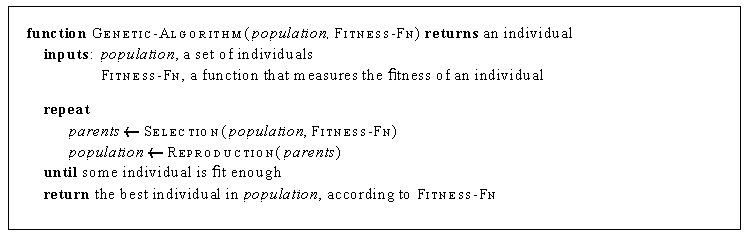 function GENETIC-ALGORITHM(population, FITNESS-FN) returns an individual
inputs: population, a set of individuals
FITNESS-FN, a function that measures the fitness of an individual
repeat
parents ← SELECTION(population, FITNESS-FN)
population ← REPRODUCTION(parents)
until some individual is fit enough
return the best individual in population, according to FITNESS-FN